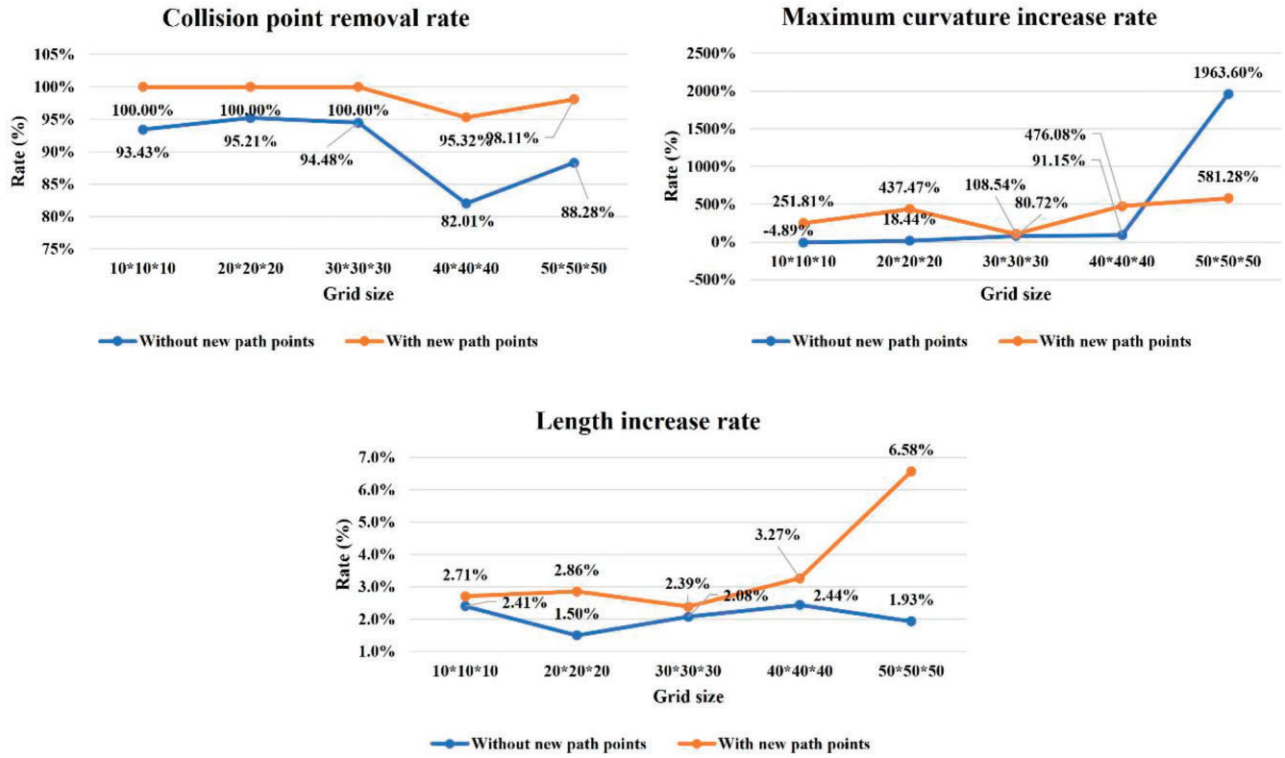 Collision point removal rate
105%
100%
95%
90%
85%
80%
75%
Rate (%)
100.00% 100.00% 100.00% 95.32% 98.11%
93.43% 95.21% 94.48% 82.01% 88.28%
10*10*10 20*20*20 30*30*30 40*40*40 50*50*50
Grid size
Without new path points With new path points
Maximum curvature increase rate
2500%
2000%
1500%
1000%
500%
0%
-500%
Rate (%)
251.81% 437.47% 108.54% 476.08% 581.28%
-4.89% 18.44% 80.72% 91.15% 1963.60%
10*10*10 20*20*20 30*30*30 40*40*40 50*50*50
Grid size
Without new path points With new path points
Length increase rate
7.0%
6.0%
5.0%
4.0%
3.0%
2.0%
1.0%
Rate (%)
2.71% 2.86% 2.39% 3.27% 6.58%
2.41% 1.50% 2.08% 2.44% 1.93%
10*10*10 20*20*20 30*30*30 40*40*40 50*50*50
Grid size
Without new path points With new path points